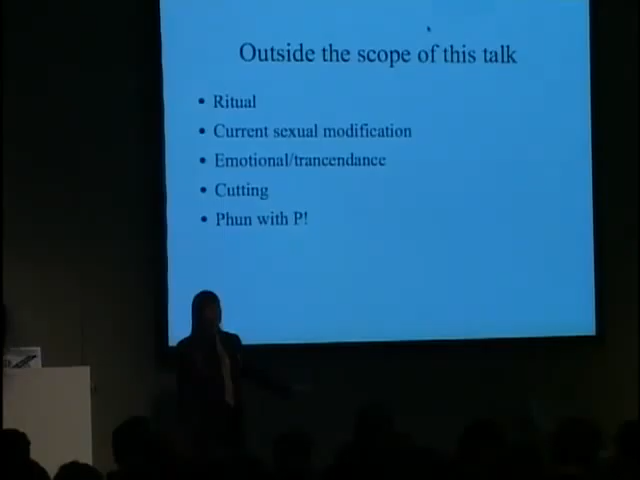 Outside the scope of this talk
• Ritual
• Current sexual modification
• Emotional/trancendance
• Cutting
• Phun with P!